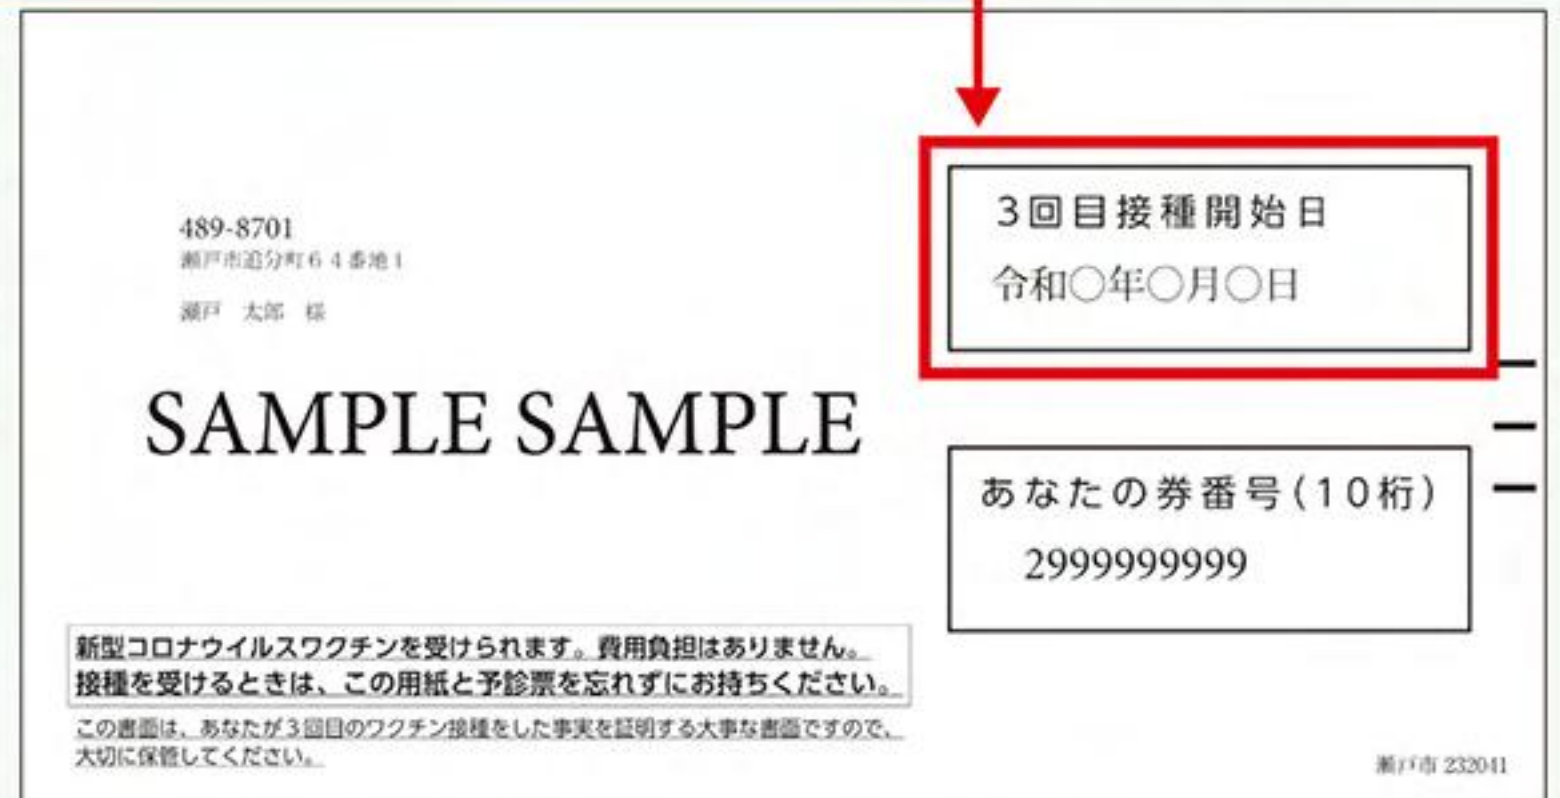 3回目接種開始日
令和○年○月○日
489-8701
瀬戸市追分町64番地1
瀬戸 太郎 様
SAMPLE SAMPLE
あなたの券番号(10桁)
2999999999
新型コロナウイルスワクチンを受けられます。費用負担はありません。
接種を受けるときは、この用紙と予診票を忘れずにお持ちください。
この書面は、あなたが3回目のワクチン接種をした事実を証明する大事な書面ですので、
大切に保管してください。
瀬戸市 232041